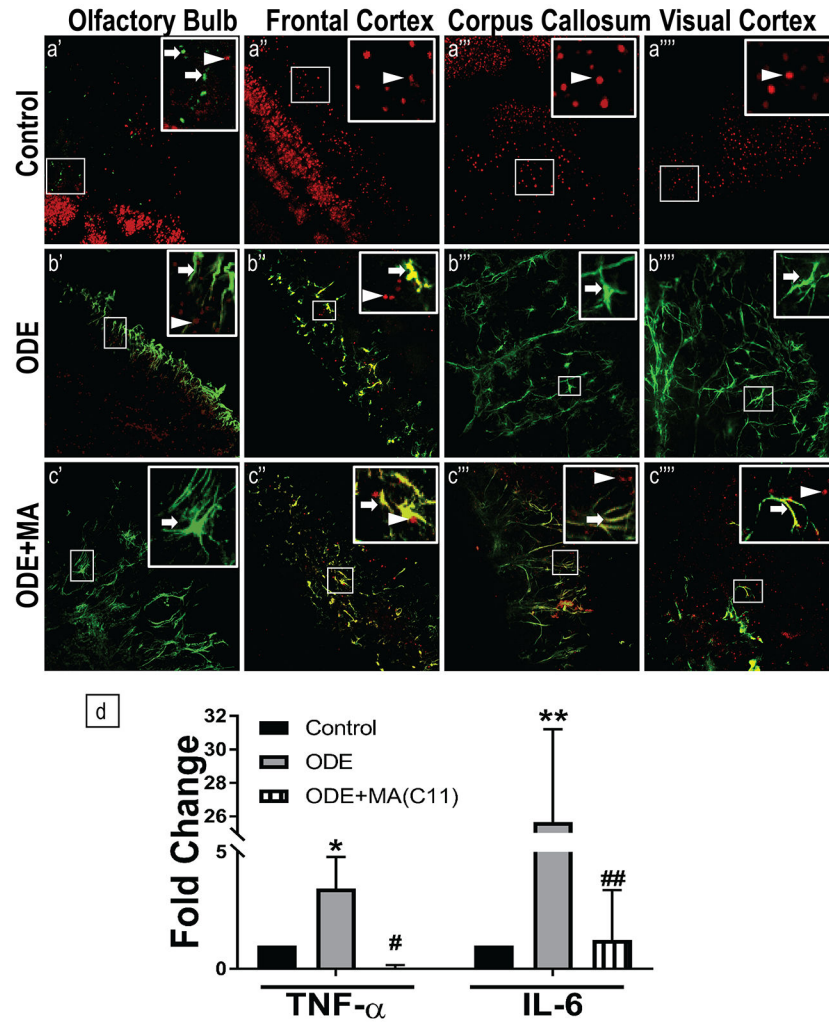 Olfactory Bulb Frontal Cortex Corpus Callosum Visual Cortex
Control
a' a'' a''' a''''
ODE
b' b'' b''' b''''
ODE+MA
c' c'' c''' c''''
d
Fold Change
32
30
28
26
5
0
Control
ODE
ODE+MA(C11)
* # ** ##
TNF-α IL-6